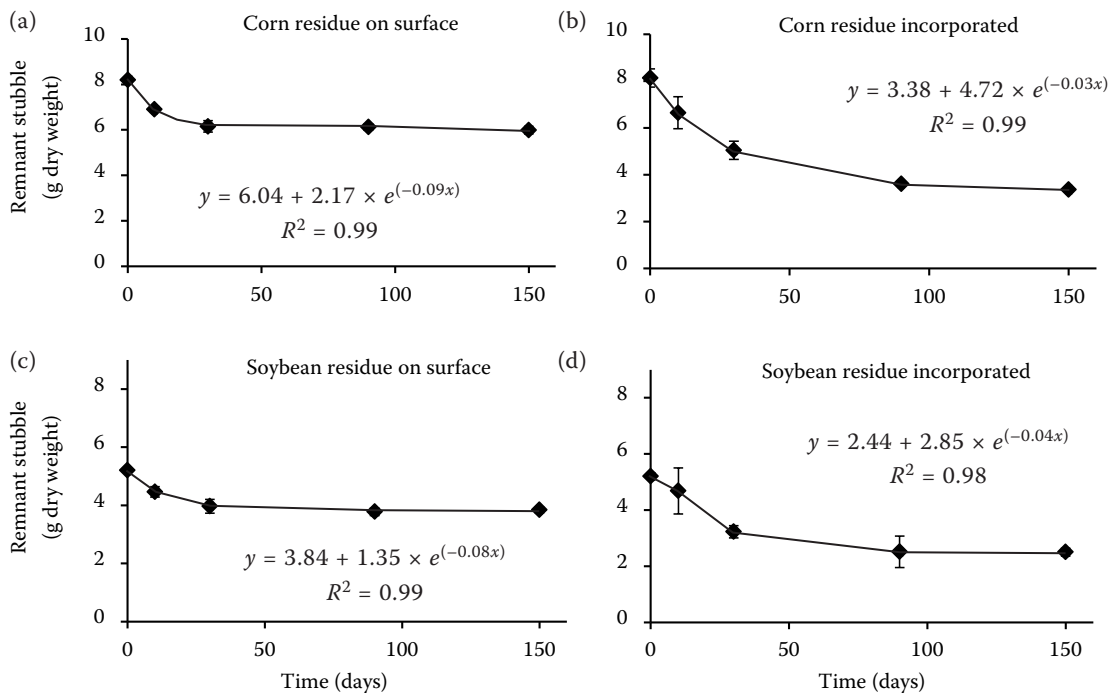 (a)
Corn residue on surface
Remnant stubble
(g dry weight)
10
8
6
4
2
0
y = 6.04 + 2.17 × e^(−0.09x)
R² = 0.99
0 50 100 150
(b)
Corn residue incorporated
10
8
6
4
2
0
y = 3.38 + 4.72 × e^(−0.03x)
R² = 0.99
0 50 100 150
(c)
Soybean residue on surface
Remnant stubble
(g dry weight)
8
6
4
2
0
y = 3.84 + 1.35 × e^(−0.08x)
R² = 0.99
0 50 100 150
Time (days)
(d)
Soybean residue incorporated
8
6
4
2
0
y = 2.44 + 2.85 × e^(−0.04x)
R² = 0.98
0 50 100 150
Time (days)